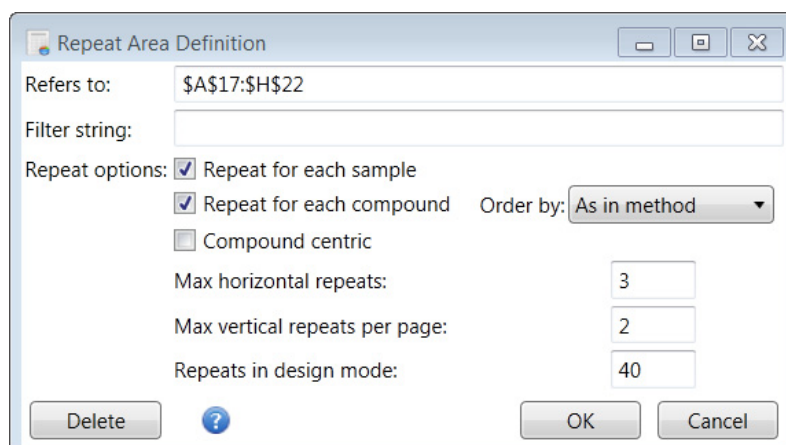 Repeat Area Definition
Refers to: $A$17:$H$22
Filter string:
Repeat options: Repeat for each sample
Repeat for each compound Order by: As in method
Compound centric
Max horizontal repeats: 3
Max vertical repeats per page: 2
Repeats in design mode: 40
Delete ? OK Cancel